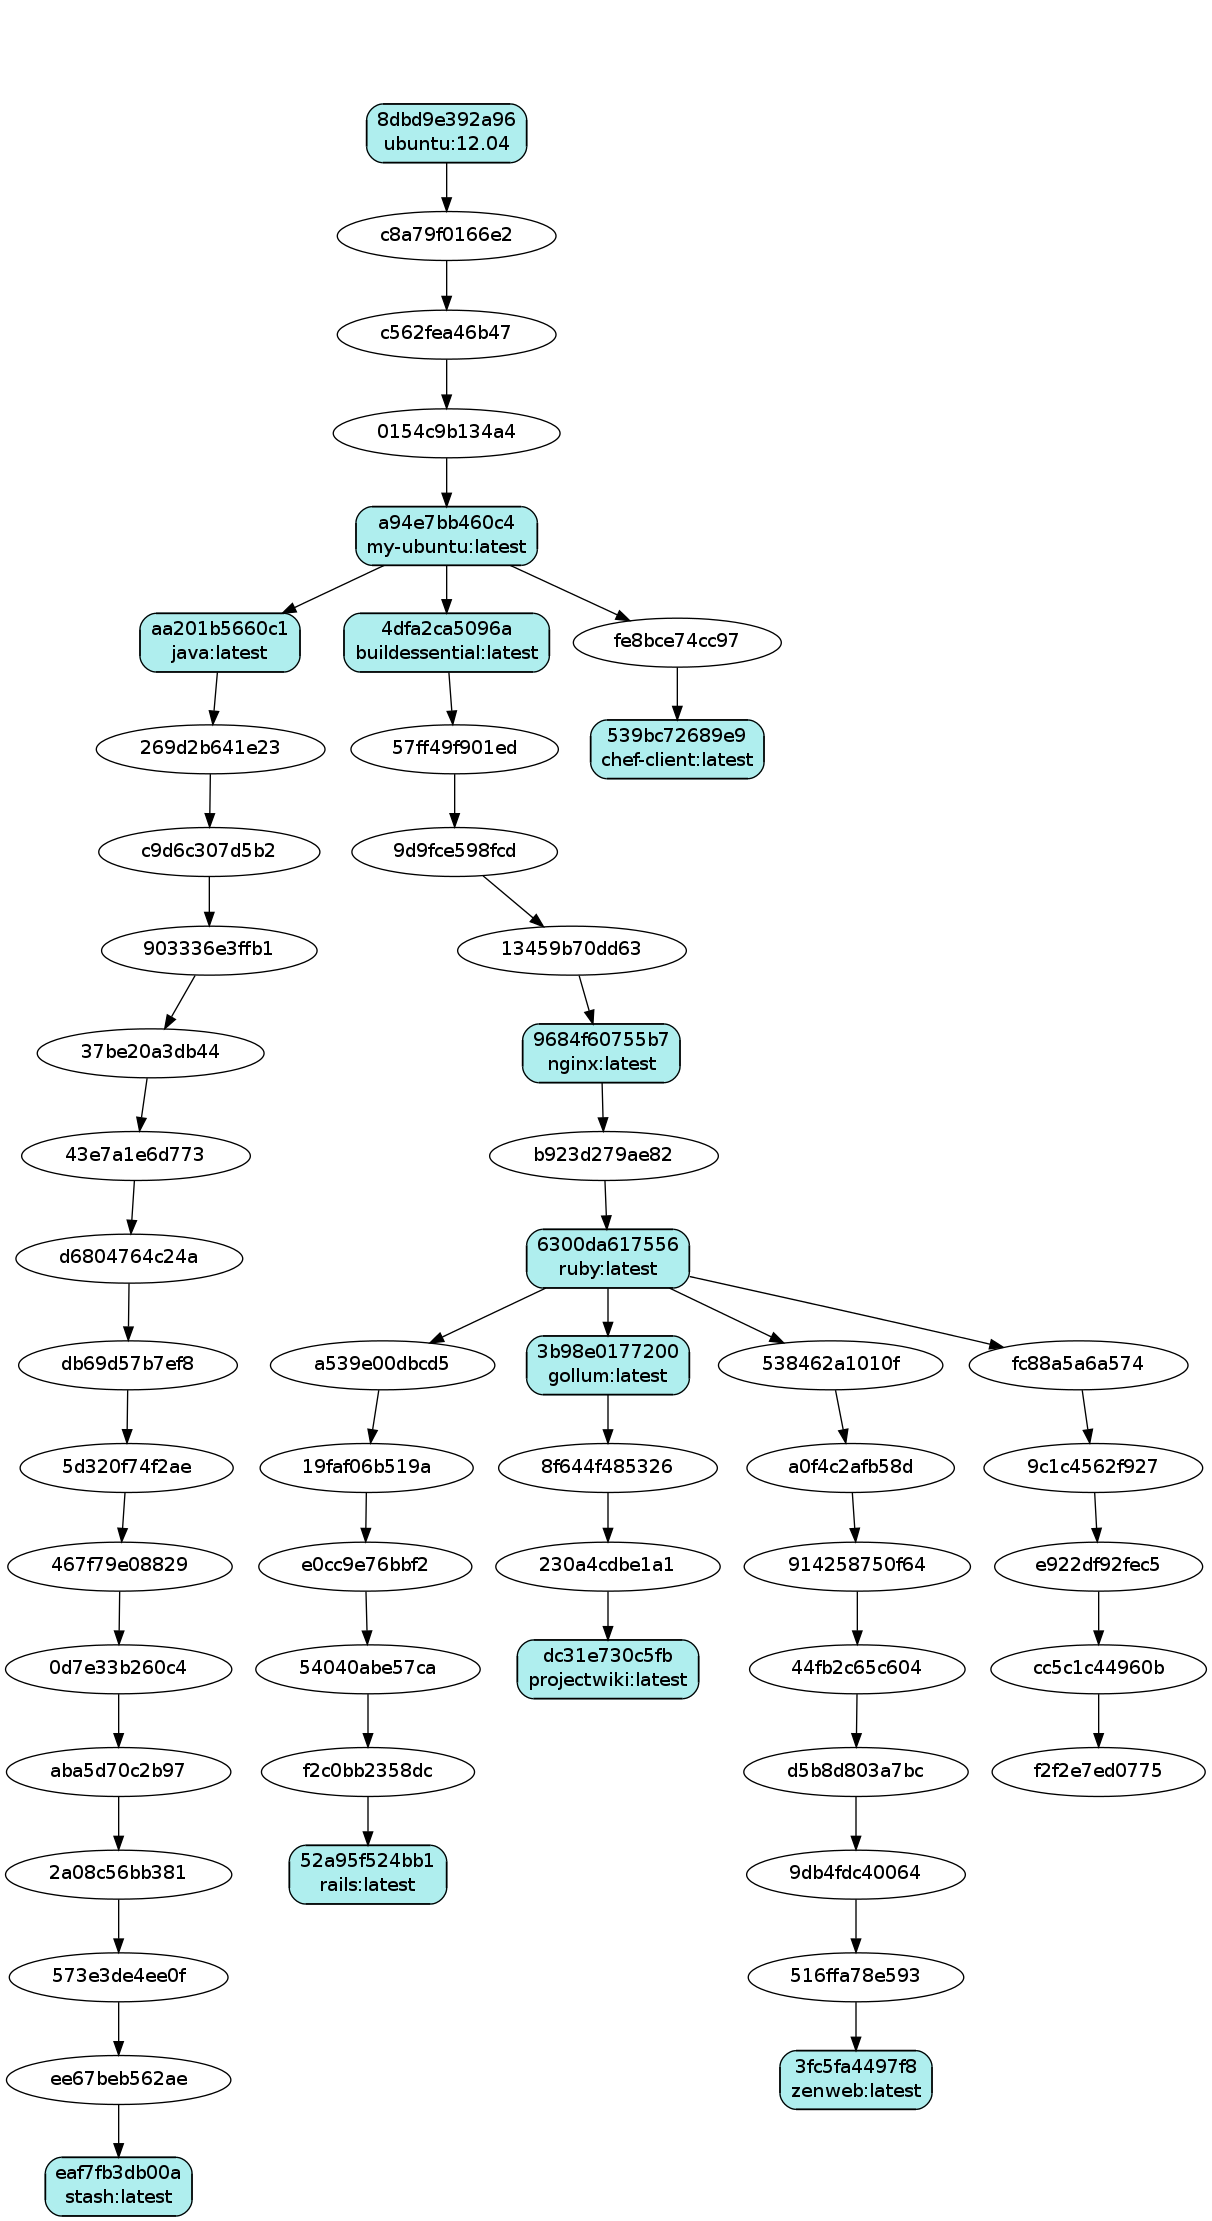 8dbd9e392a96
ubuntu:12.04
c8a79f0166e2
c562fea46b47
0154c9b134a4
a94e7bb460c4
my-ubuntu:latest
aa201b5660c1
java:latest
4dfa2ca5096a
buildessential:latest
fe8bce74cc97
269d2b641e23
57ff49f901ed
539bc72689e9
chef-client:latest
c9d6c307d5b2
9d9fce598fcd
903336e3ffb1
13459b70dd63
37be20a3db44
9684f60755b7
nginx:latest
43e7a1e6d773
b923d279ae82
d6804764c24a
6300da617556
ruby:latest
db69d57b7ef8
a539e00dbcd5
3b98e0177200
gollum:latest
538462a1010f
fc88a5a6a574
5d320f74f2ae
19faf06b519a
8f644f485326
a0f4c2afb58d
9c1c4562f927
467f79e08829
e0cc9e76bbf2
230a4cdbe1a1
914258750f64
e922df92fec5
0d7e33b260c4
54040abe57ca
dc31e730c5fb
projectwiki:latest
44fb2c65c604
cc5c1c44960b
aba5d70c2b97
f2c0bb2358dc
d5b8d803a7bc
f2f2e7ed0775
2a08c56bb381
52a95f524bb1
rails:latest
9db4fdc40064
573e3de4ee0f
516ffa78e593
ee67beb562ae
3fc5fa4497f8
zenweb:latest
eaf7fb3db00a
stash:latest